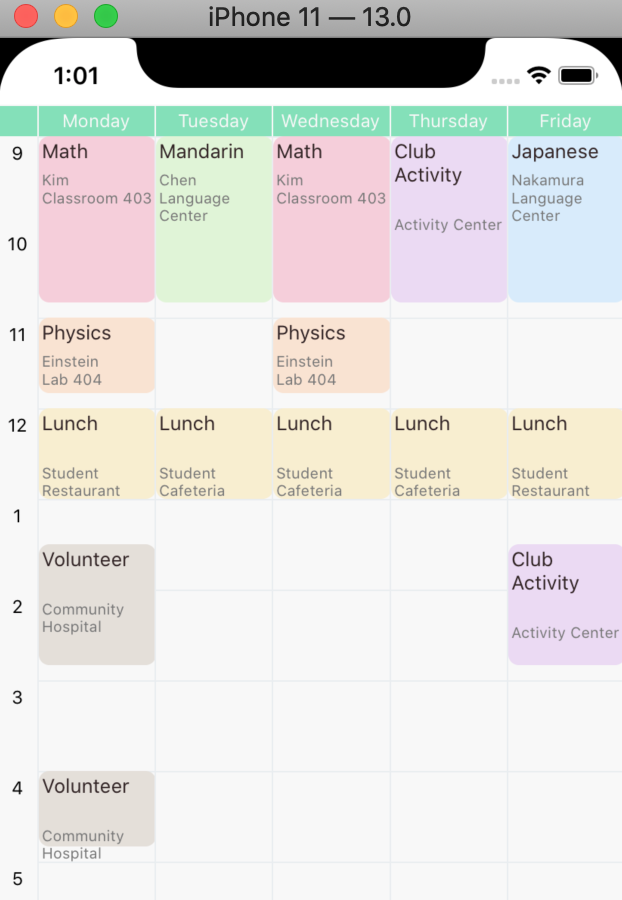 iPhone 11 — 13.0
1:01
Monday Tuesday Wednesday Thursday Friday
9
Math
Kim
Classroom 403
Mandarin
Chen
Language
Center
Math
Kim
Classroom 403
Club
Activity
Activity Center
Japanese
Nakamura
Language
Center
10
11
Physics
Einstein
Lab 404
Physics
Einstein
Lab 404
12
Lunch
Student
Restaurant
Lunch
Student
Cafeteria
Lunch
Student
Cafeteria
Lunch
Student
Cafeteria
Lunch
Student
Restaurant
1
Volunteer
Community
Hospital
Club
Activity
Activity Center
2
3
4
Volunteer
Community
Hospital
5